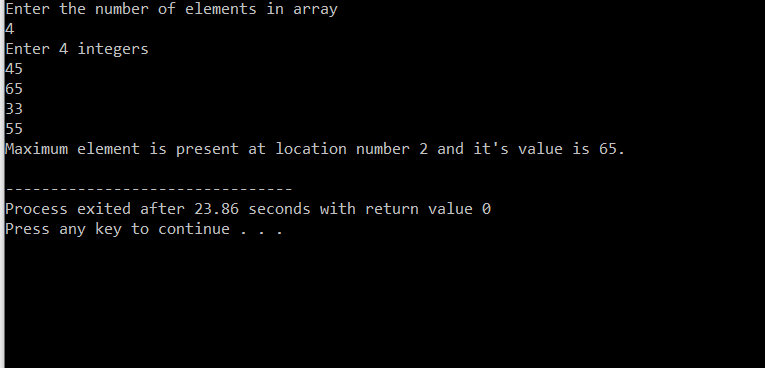 Enter the number of elements in array
4
Enter 4 integers
45
65
33
55
Maximum element is present at location number 2 and it's value is 65.
--------------------------------
Process exited after 23.86 seconds with return value 0
Press any key to continue . . .